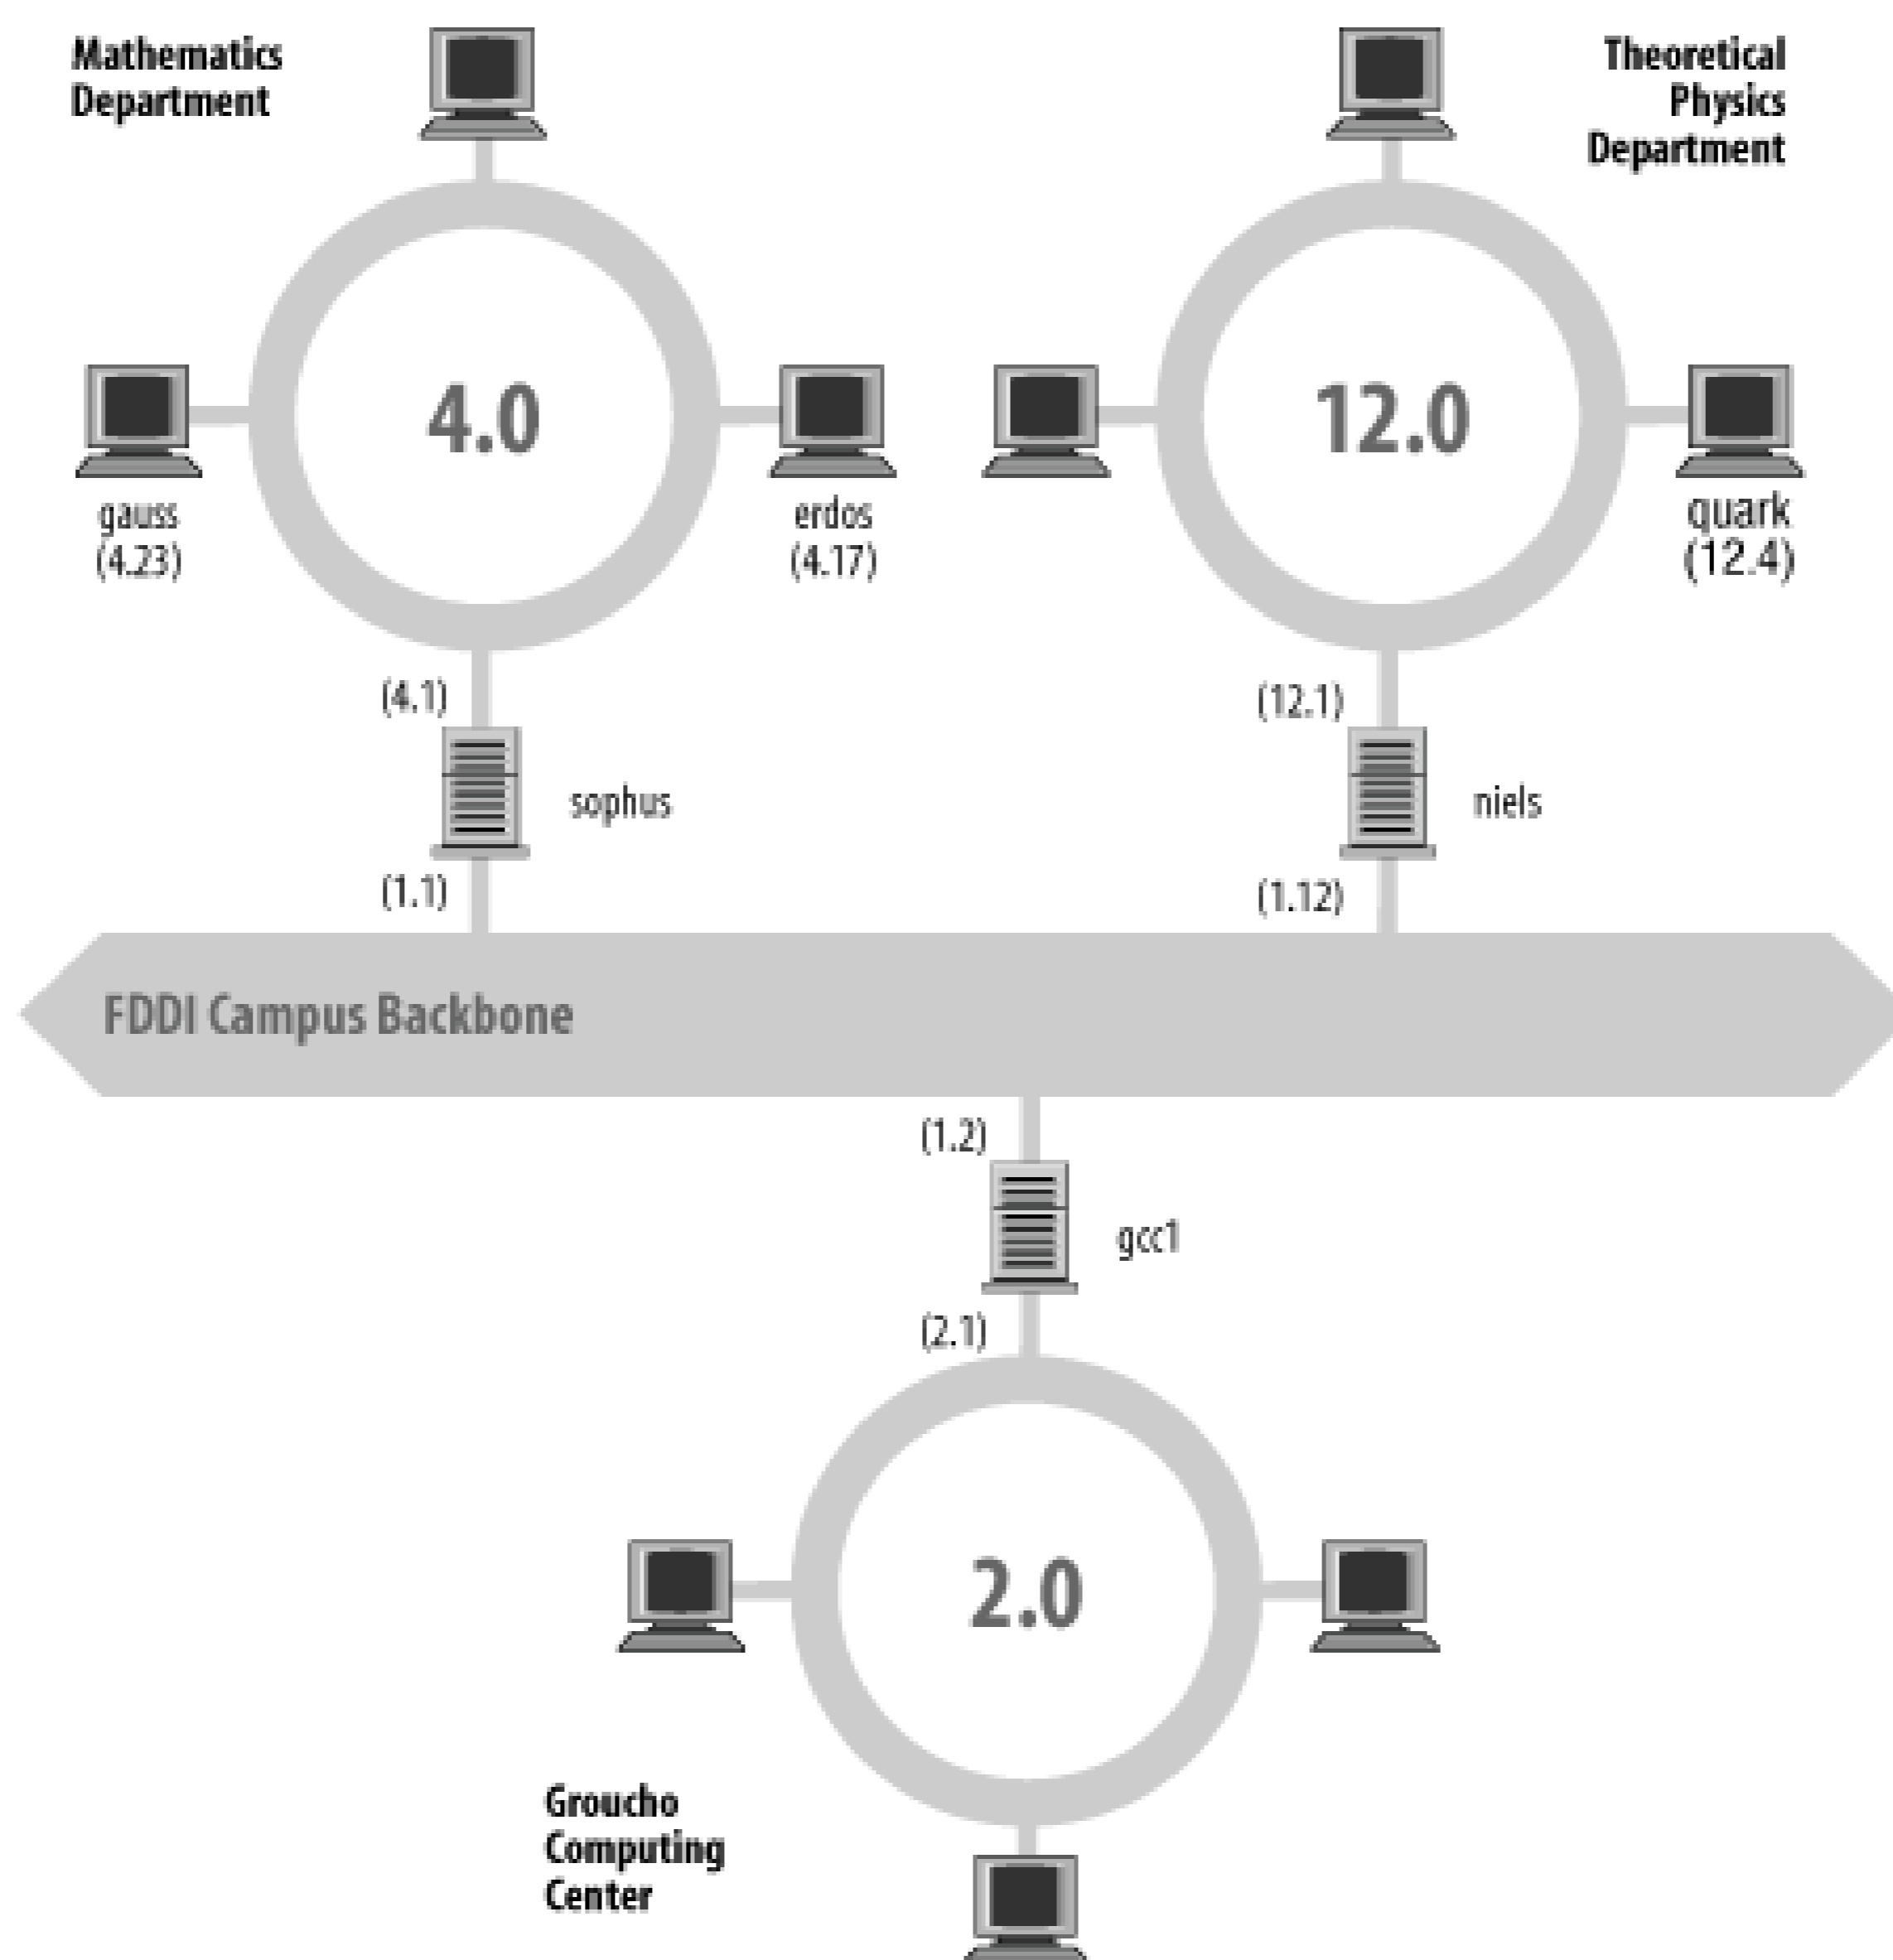 Mathematics
Department
Theoretical
Physics
Department
4.0
12.0
gauss
(4.23)
erdos
(4.17)
quark
(12.4)
(4.1)
sophus
(1.1)
(12.1)
niels
(1.12)
FDDI Campus Backbone
(1.2)
gcc1
(2.1)
2.0
Groucho
Computing
Center